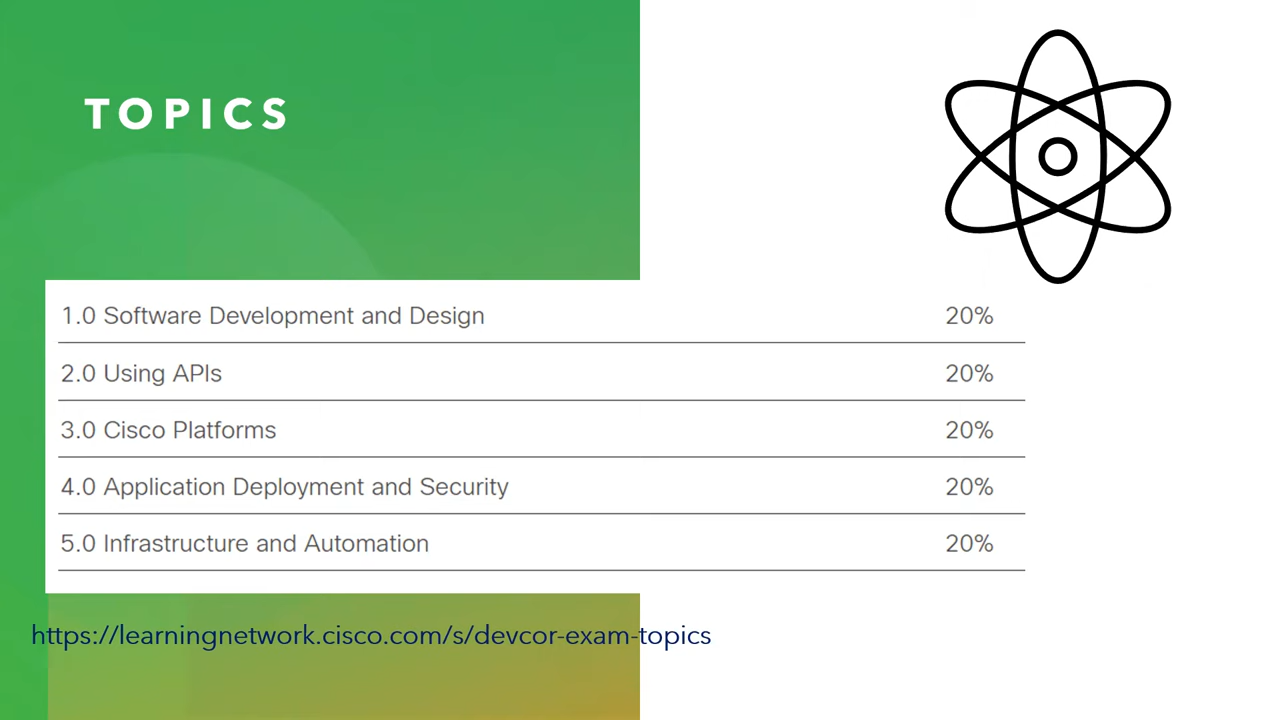 TOPICS
1.0 Software Development and Design 20%
2.0 Using APIs 20%
3.0 Cisco Platforms 20%
4.0 Application Deployment and Security 20%
5.0 Infrastructure and Automation 20%
https://learningnetwork.cisco.com/s/devcor-exam-topics